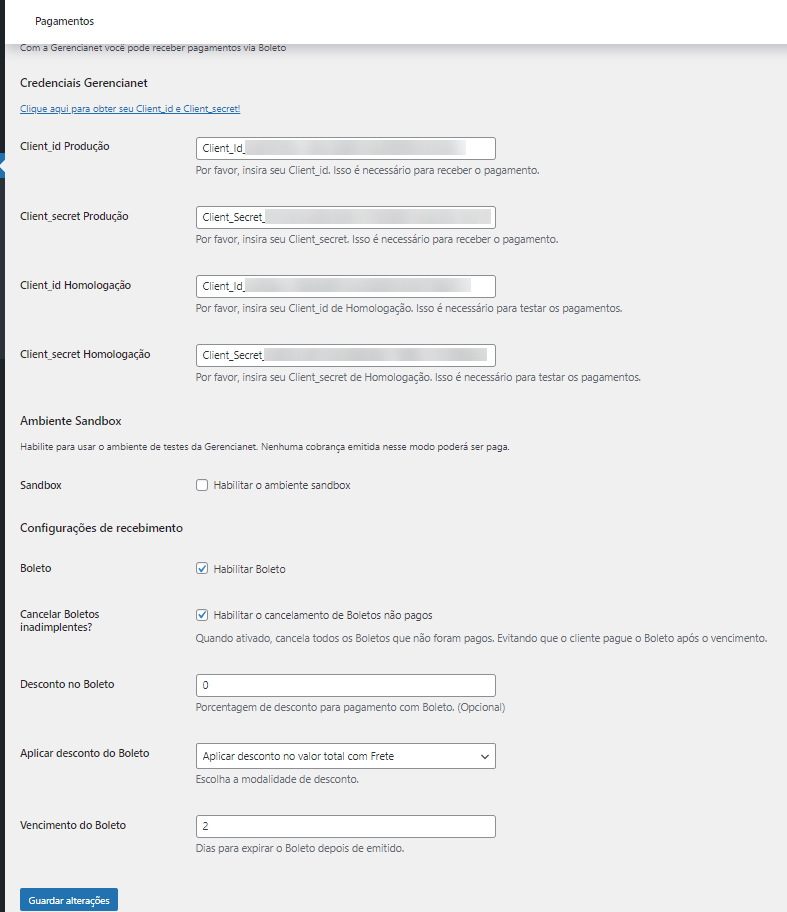 Pagamentos
Com a Gerencianet você pode receber pagamentos via Boleto
Credenciais Gerencianet
Clique aqui para obter seu Client_id e Client_secret!
Client_id Produção
Client_Id_
Por favor, insira seu Client_id. Isso é necessário para receber o pagamento.
Client_secret Produção
Client_Secret_
Por favor, insira seu Client_secret. Isso é necessário para receber o pagamento.
Client_id Homologação
Client_Id_
Por favor, insira seu Client_id de Homologação. Isso é necessário para testar os pagamentos.
Client_secret Homologação
Client_Secret_
Por favor, insira seu Client_secret de Homologação. Isso é necessário para testar os pagamentos.
Ambiente Sandbox
Habilite para usar o ambiente de testes da Gerencianet. Nenhuma cobrança emitida nesse modo poderá ser paga.
Sandbox
Habilitar o ambiente sandbox
Configurações de recebimento
Boleto
Habilitar Boleto
Cancelar Boletos
inadimplentes?
Habilitar o cancelamento de Boletos não pagos
Quando ativado, cancela todos os Boletos que não foram pagos. Evitando que o cliente pague o Boleto após o vencimento.
Desconto no Boleto
0
Porcentagem de desconto para pagamento com Boleto. (Opcional)
Aplicar desconto do Boleto
Aplicar desconto no valor total com Frete
Escolha a modalidade de desconto.
Vencimento do Boleto
2
Dias para expirar o Boleto depois de emitido.
Guardar alterações